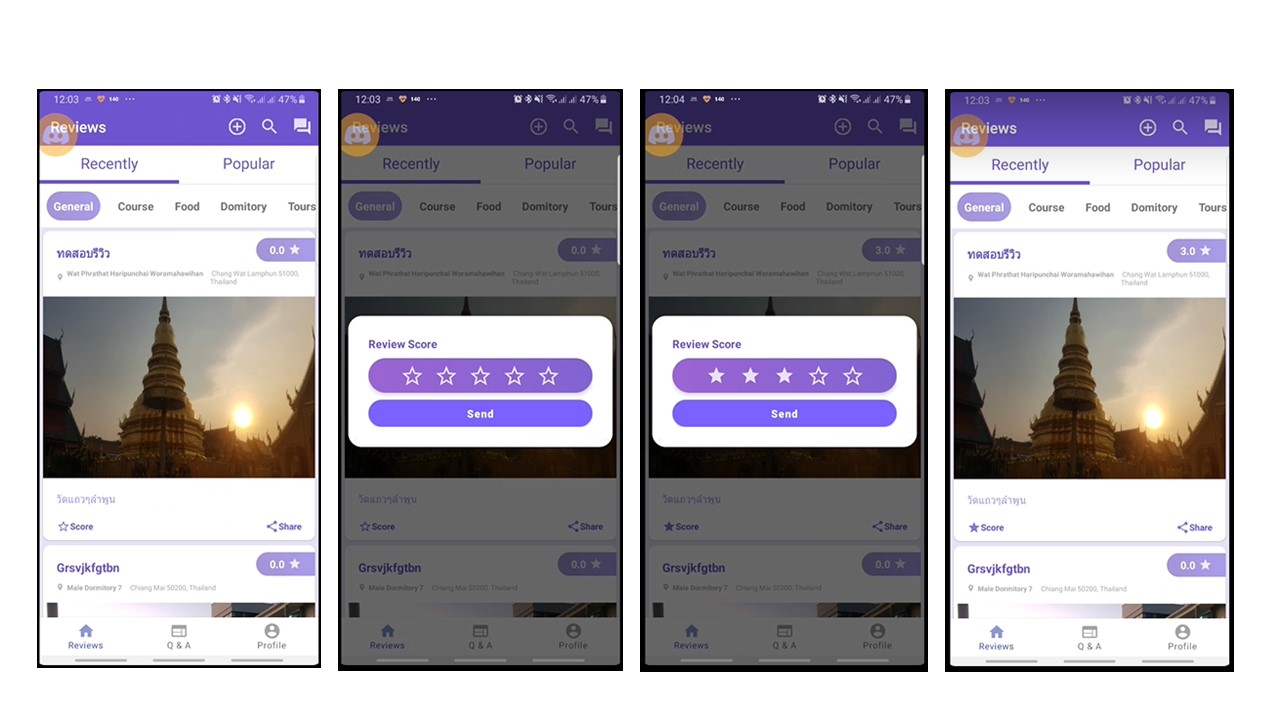 12:03 140 ... 47%
Reviews
Recently Popular
General Course Food Domitory Tours
ทดสอบรีวิว 0.0
Wat Phrathat Haripunchai Woramahawihan Chang Wat Lamphun 51000,
Thailand
วัดแถวๆลำพูน
Score Share
Grsvjkfgtbn 0.0
Male Dormitory 7 Chiang Mai 50200, Thailand
Reviews Q & A Profile
12:03 140 ... 47%
Reviews
Recently Popular
General Course Food Domitory Tours
ทดสอบรีวิว 0.0
Wat Phrathat Haripunchai Woramahawihan Chang Wat Lamphun 51000,
Thailand
Review Score
Send
วัดแถวๆลำพูน
Score Share
Grsvjkfgtbn 0.0
Male Dormitory 7 Chiang Mai 50200, Thailand
Reviews Q & A Profile
12:04 140 ... 47%
Reviews
Recently Popular
General Course Food Domitory Tours
ทดสอบรีวิว 3.0
Wat Phrathat Haripunchai Woramahawihan Chang Wat Lamphun 51000,
Thailand
Review Score
Send
วัดแถวๆลำพูน
Score Share
Grsvjkfgtbn 0.0
Male Dormitory 7 Chiang Mai 50200, Thailand
Reviews Q & A Profile
12:03 140 ... 47%
Reviews
Recently Popular
General Course Food Domitory Tours
ทดสอบรีวิว 3.0
Wat Phrathat Haripunchai Woramahawihan Chang Wat Lamphun 51000,
Thailand
วัดแถวๆลำพูน
Score Share
Grsvjkfgtbn 0.0
Male Dormitory 7 Chiang Mai 50200, Thailand
Reviews Q & A Profile